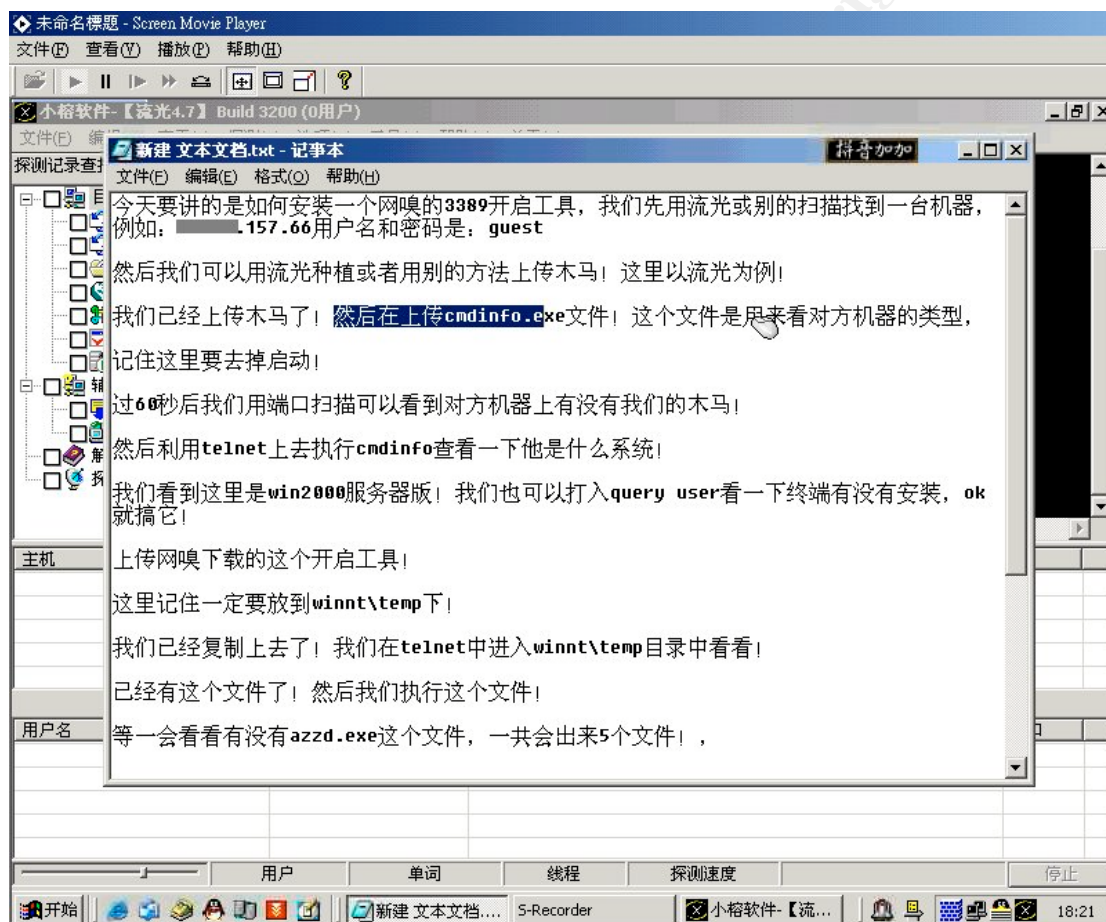 未命名標題 - Screen Movie Player
文件(F) 查看(V) 播放(P) 帮助(H)
小榕软件-【流光4.7】 Build 3200 (0用户)
文件(F)
探测记录查找
新建 文本文档.txt - 记事本
拼音加加
文件(F) 编辑(E) 格式(O) 帮助(H)
今天要讲的是如何安装一个网嗅的3389开启工具，我们先用流光或别的扫描找到一台机器，
例如： .157.66用户名和密码是：guest
然后我们可以用流光种植或者用别的方法上传木马！这里以流光为例！
我们已经上传木马了！然后在上传cmdinfo.exe文件！这个文件是用来看对方机器的类型，
记住这里要去掉启动！
过60秒后我们用端口扫描可以看到对方机器上有没有我们的木马！
然后利用telnet上去执行cmdinfo查看一下他是什么系统！
我们看到这里是win2000服务器版！我们也可以打入query user看一下终端有没有安装，ok
就搞它！
上传网嗅下载的这个开启工具！
这里记住一定要放到winnt\temp下！
我们已经复制上去了！我们在telnet中进入winnt\temp目录中看看！
已经有这个文件了！然后我们执行这个文件！
等一会看看有没有azzd.exe这个文件，一共会出来5个文件！，
主机
用户名
用户 单词 线程 探测速度 停止
开始 新建 文本文档.... S-Recorder 小榕软件-【流... 18:21